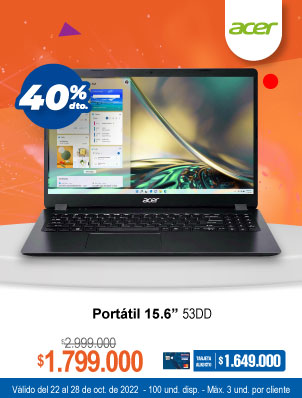 acer
40%
dto.
acer
Portátil 15.6” 53DD
$2.999.000
$1.799.000
TARJETA
$1.649.000
Válido del 22 al 28 de oct. de 2022 - 100 und. disp. - Máx. 3 und. por cliente